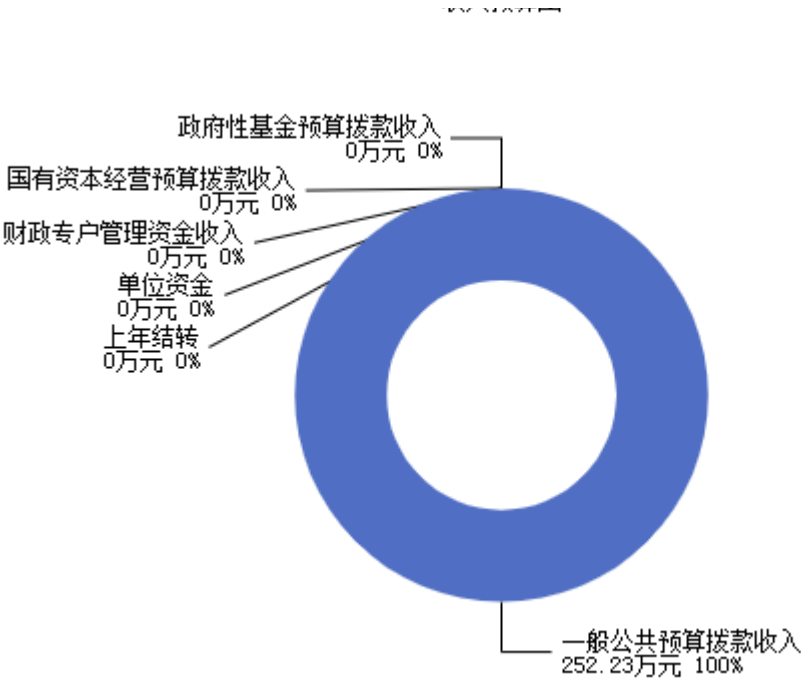 政府性基金预算拨款收入
0万元 0%
国有资本经营预算拨款收入
0万元 0%
财政专户管理资金收入
0万元 0%
单位资金
0万元 0%
上年结转
0万元 0%
一般公共预算拨款收入
252.23万元 100%